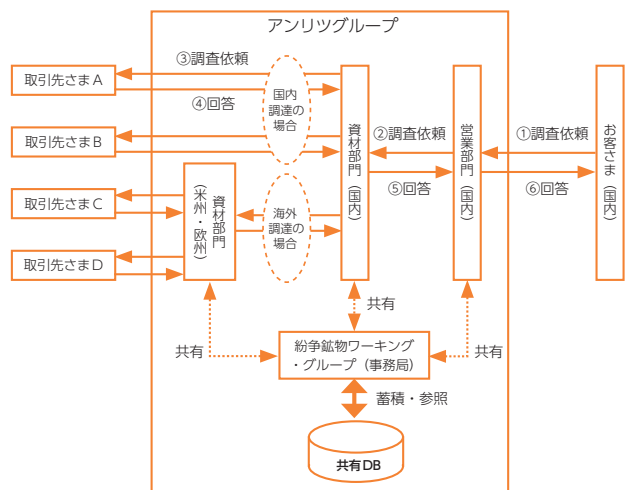 アンリツグループ
③調査依頼
取引先さまA
④回答
国内
調達の
場合
取引先さまB
資材部門（国内）
②調査依頼
⑤回答
営業部門（国内）
①調査依頼
⑥回答
お客さま（国内）
取引先さまC
資材部門
（米州・欧州）
海外
調達の
場合
取引先さまD
共有
共有
共有
紛争鉱物ワーキング
・グループ（事務局）
蓄積・参照
共有DB